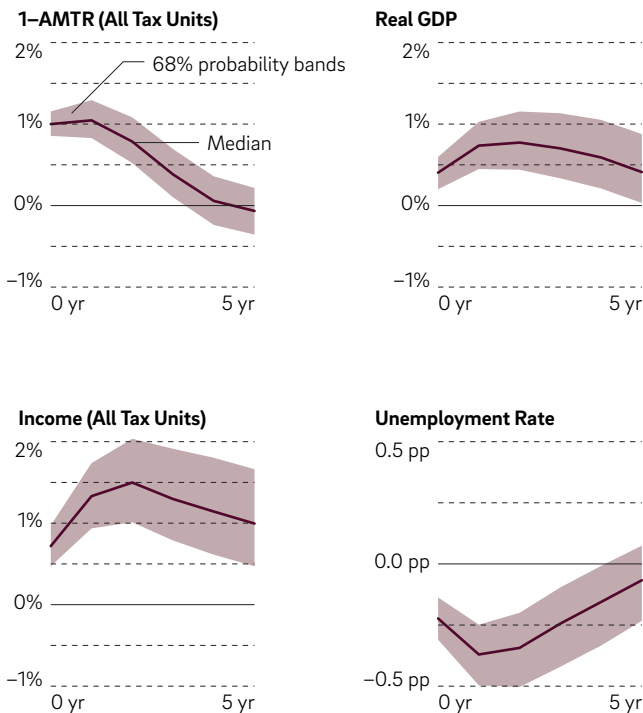 1–AMTR (All Tax Units)
2%
68% probability bands
1%
Median
0%
–1%
0 yr
5 yr
Real GDP
2%
1%
0%
–1%
0 yr
5 yr
Income (All Tax Units)
2%
1%
0%
–1%
0 yr
5 yr
Unemployment Rate
0.5 pp
0.0 pp
–0.5 pp
0 yr
5 yr